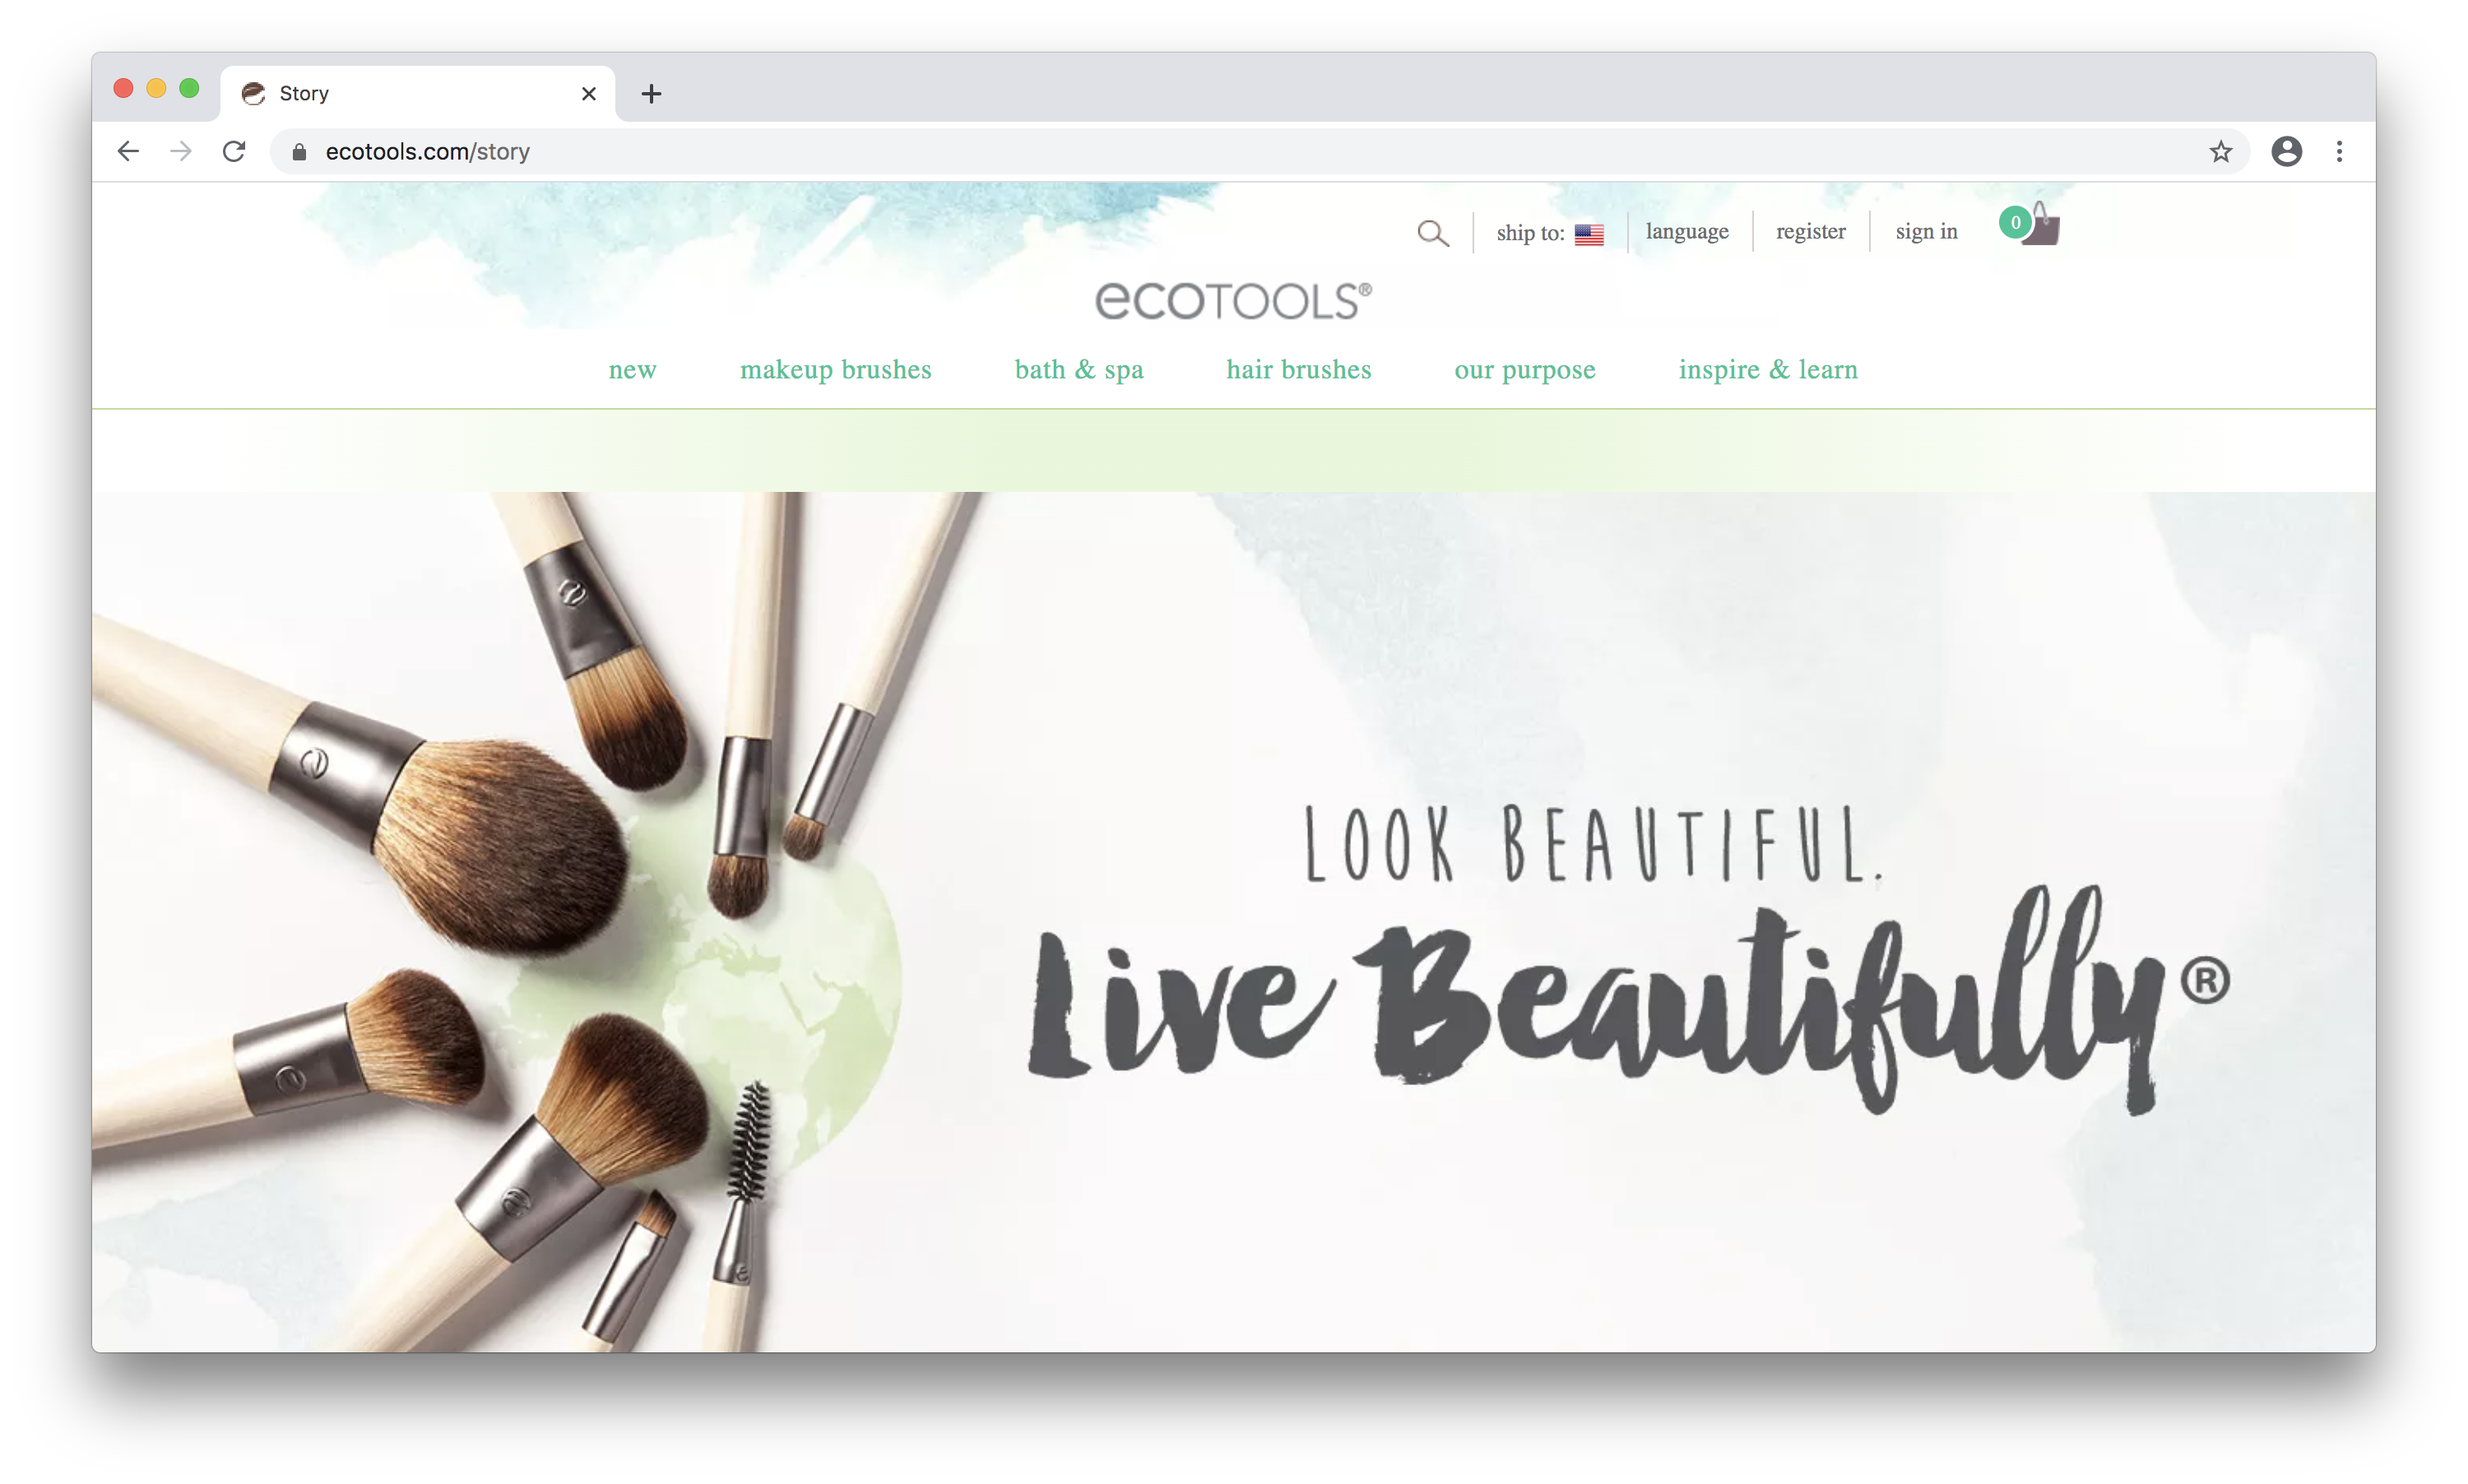 Story
ecotools.com/story
ship to:
language
register
sign in
0
ecoTOOLS®
new
makeup brushes
bath & spa
hair brushes
our purpose
inspire & learn
LOOK BEAUTIFUL.
Live Beautifully®